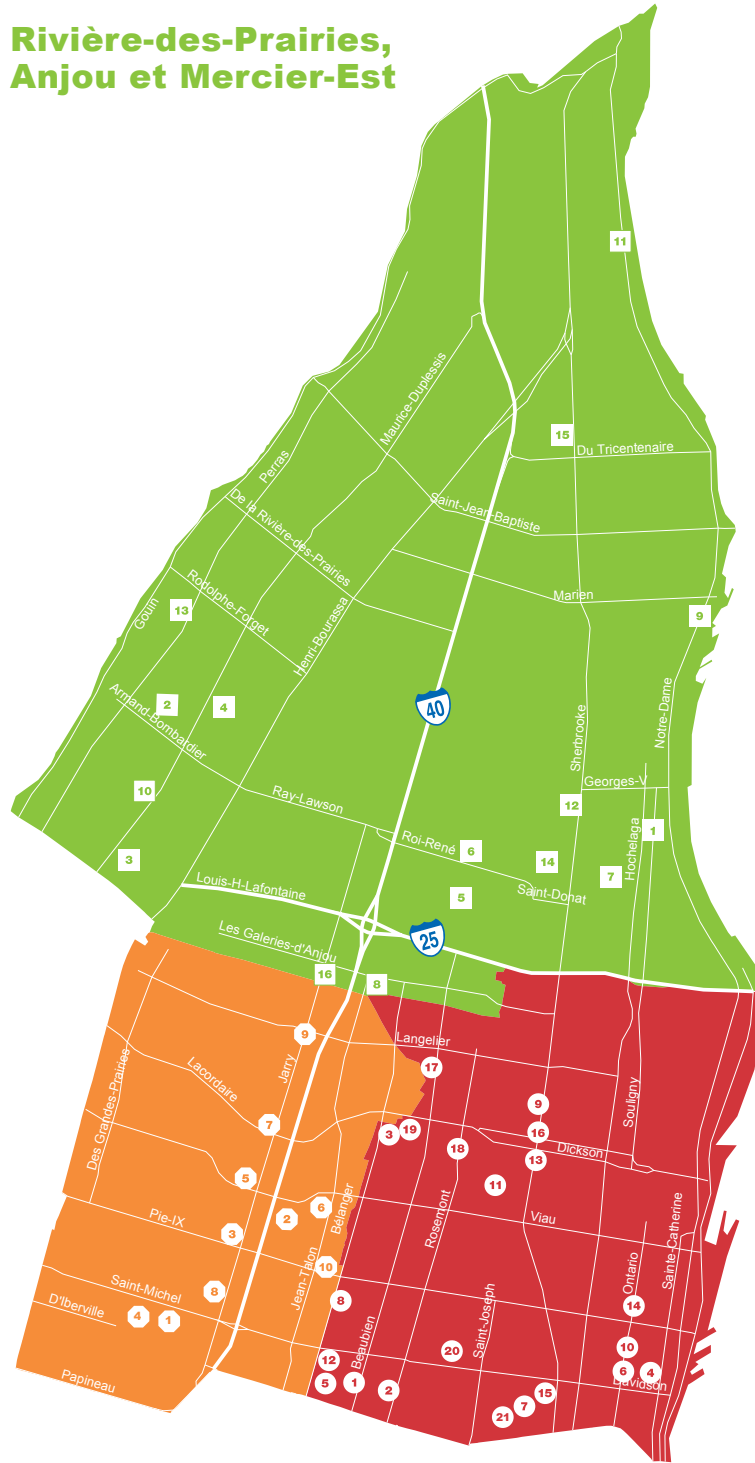 Rivière-des-Prairies,
Anjou et Mercier-Est
11
Maurice-Duplessis
15
Du Tricentenaire
Perras
Saint-Jean-Baptiste
De la Rivière-des-Prairies
Marien
Rodolphe-Forget
Gouin
13
9
Henri-Bourassa
Armand-Bombardier
2
4
40
Sherbrooke
Notre-Dame
Georges-V
10
Ray-Lawson
12
1
Hochelaga
Roi-René
6
3
14
7
Louis-H-Lafontaine
5
Saint-Donat
Les Galeries-d'Anjou
25
16
8
9
Langelier
Jarry
17
Lacordaire
Des Grandes-Prairies
Souligny
9
7
3
19
16
18
Dickson
13
5
11
6
Pie-IX
2
Bélanger
Rosemont
Viau
3
Sainte-Catherine
10
Jean-Talon
Ontario
Saint-Michel
8
8
Saint-Joseph
14
D'Iberville
4
1
10
20
Beaubien
12
6
4
Papineau
5
1
2
Davidson
15
7
21